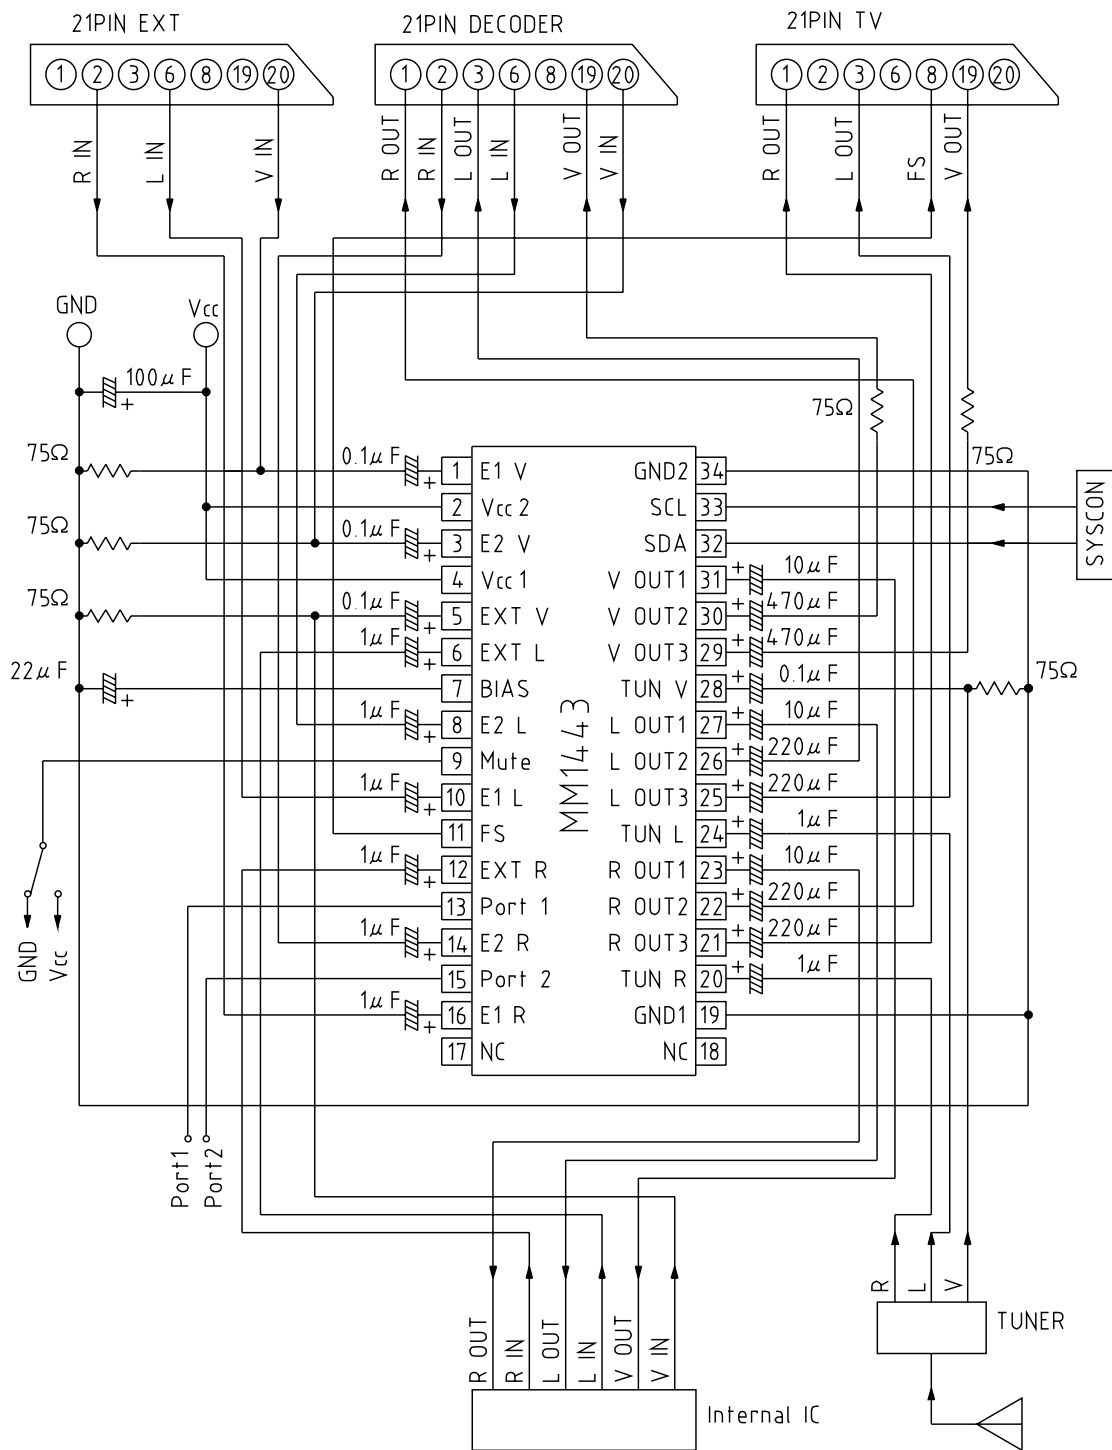 21PIN EXT
21PIN DECODER
21PIN TV
1 2 3 6 8 19 20
1 2 3 6 8 19 20
1 2 3 6 8 19 20
R IN
L IN
V IN
R OUT
R IN
L OUT
L IN
V OUT
V IN
R OUT
L OUT
FS
V OUT
GND
Vcc
100μF
+
75Ω
75Ω
75Ω
75Ω
75Ω
22μF
+
75Ω
0.1μF
+
0.1μF
+
0.1μF
+
1μF
+
1μF
+
1μF
+
1μF
+
1μF
+
1μF
+
1 E1 V
2 Vcc2
3 E2 V
4 Vcc1
5 EXT V
6 EXT L
7 BIAS
8 E2 L
9 Mute
10 E1 L
11 FS
12 EXT R
13 Port 1
14 E2 R
15 Port 2
16 E1 R
17 NC
MM1443
GND2 34
SCL 33
SDA 32
V OUT1 31 + 10μF
V OUT2 30 + 470μF
V OUT3 29 + 470μF
TUN V 28 + 0.1μF
L OUT1 27 + 10μF
L OUT2 26 + 220μF
L OUT3 25 + 220μF
TUN L 24 + 1μF
R OUT1 23 + 10μF
R OUT2 22 + 220μF
R OUT3 21 + 220μF
TUN R 20 + 1μF
GND1 19
NC 18
SYSCON
GND
Vcc
Port1
Port2
R OUT
R IN
L OUT
L IN
V OUT
V IN
Internal IC
R
L
V
TUNER